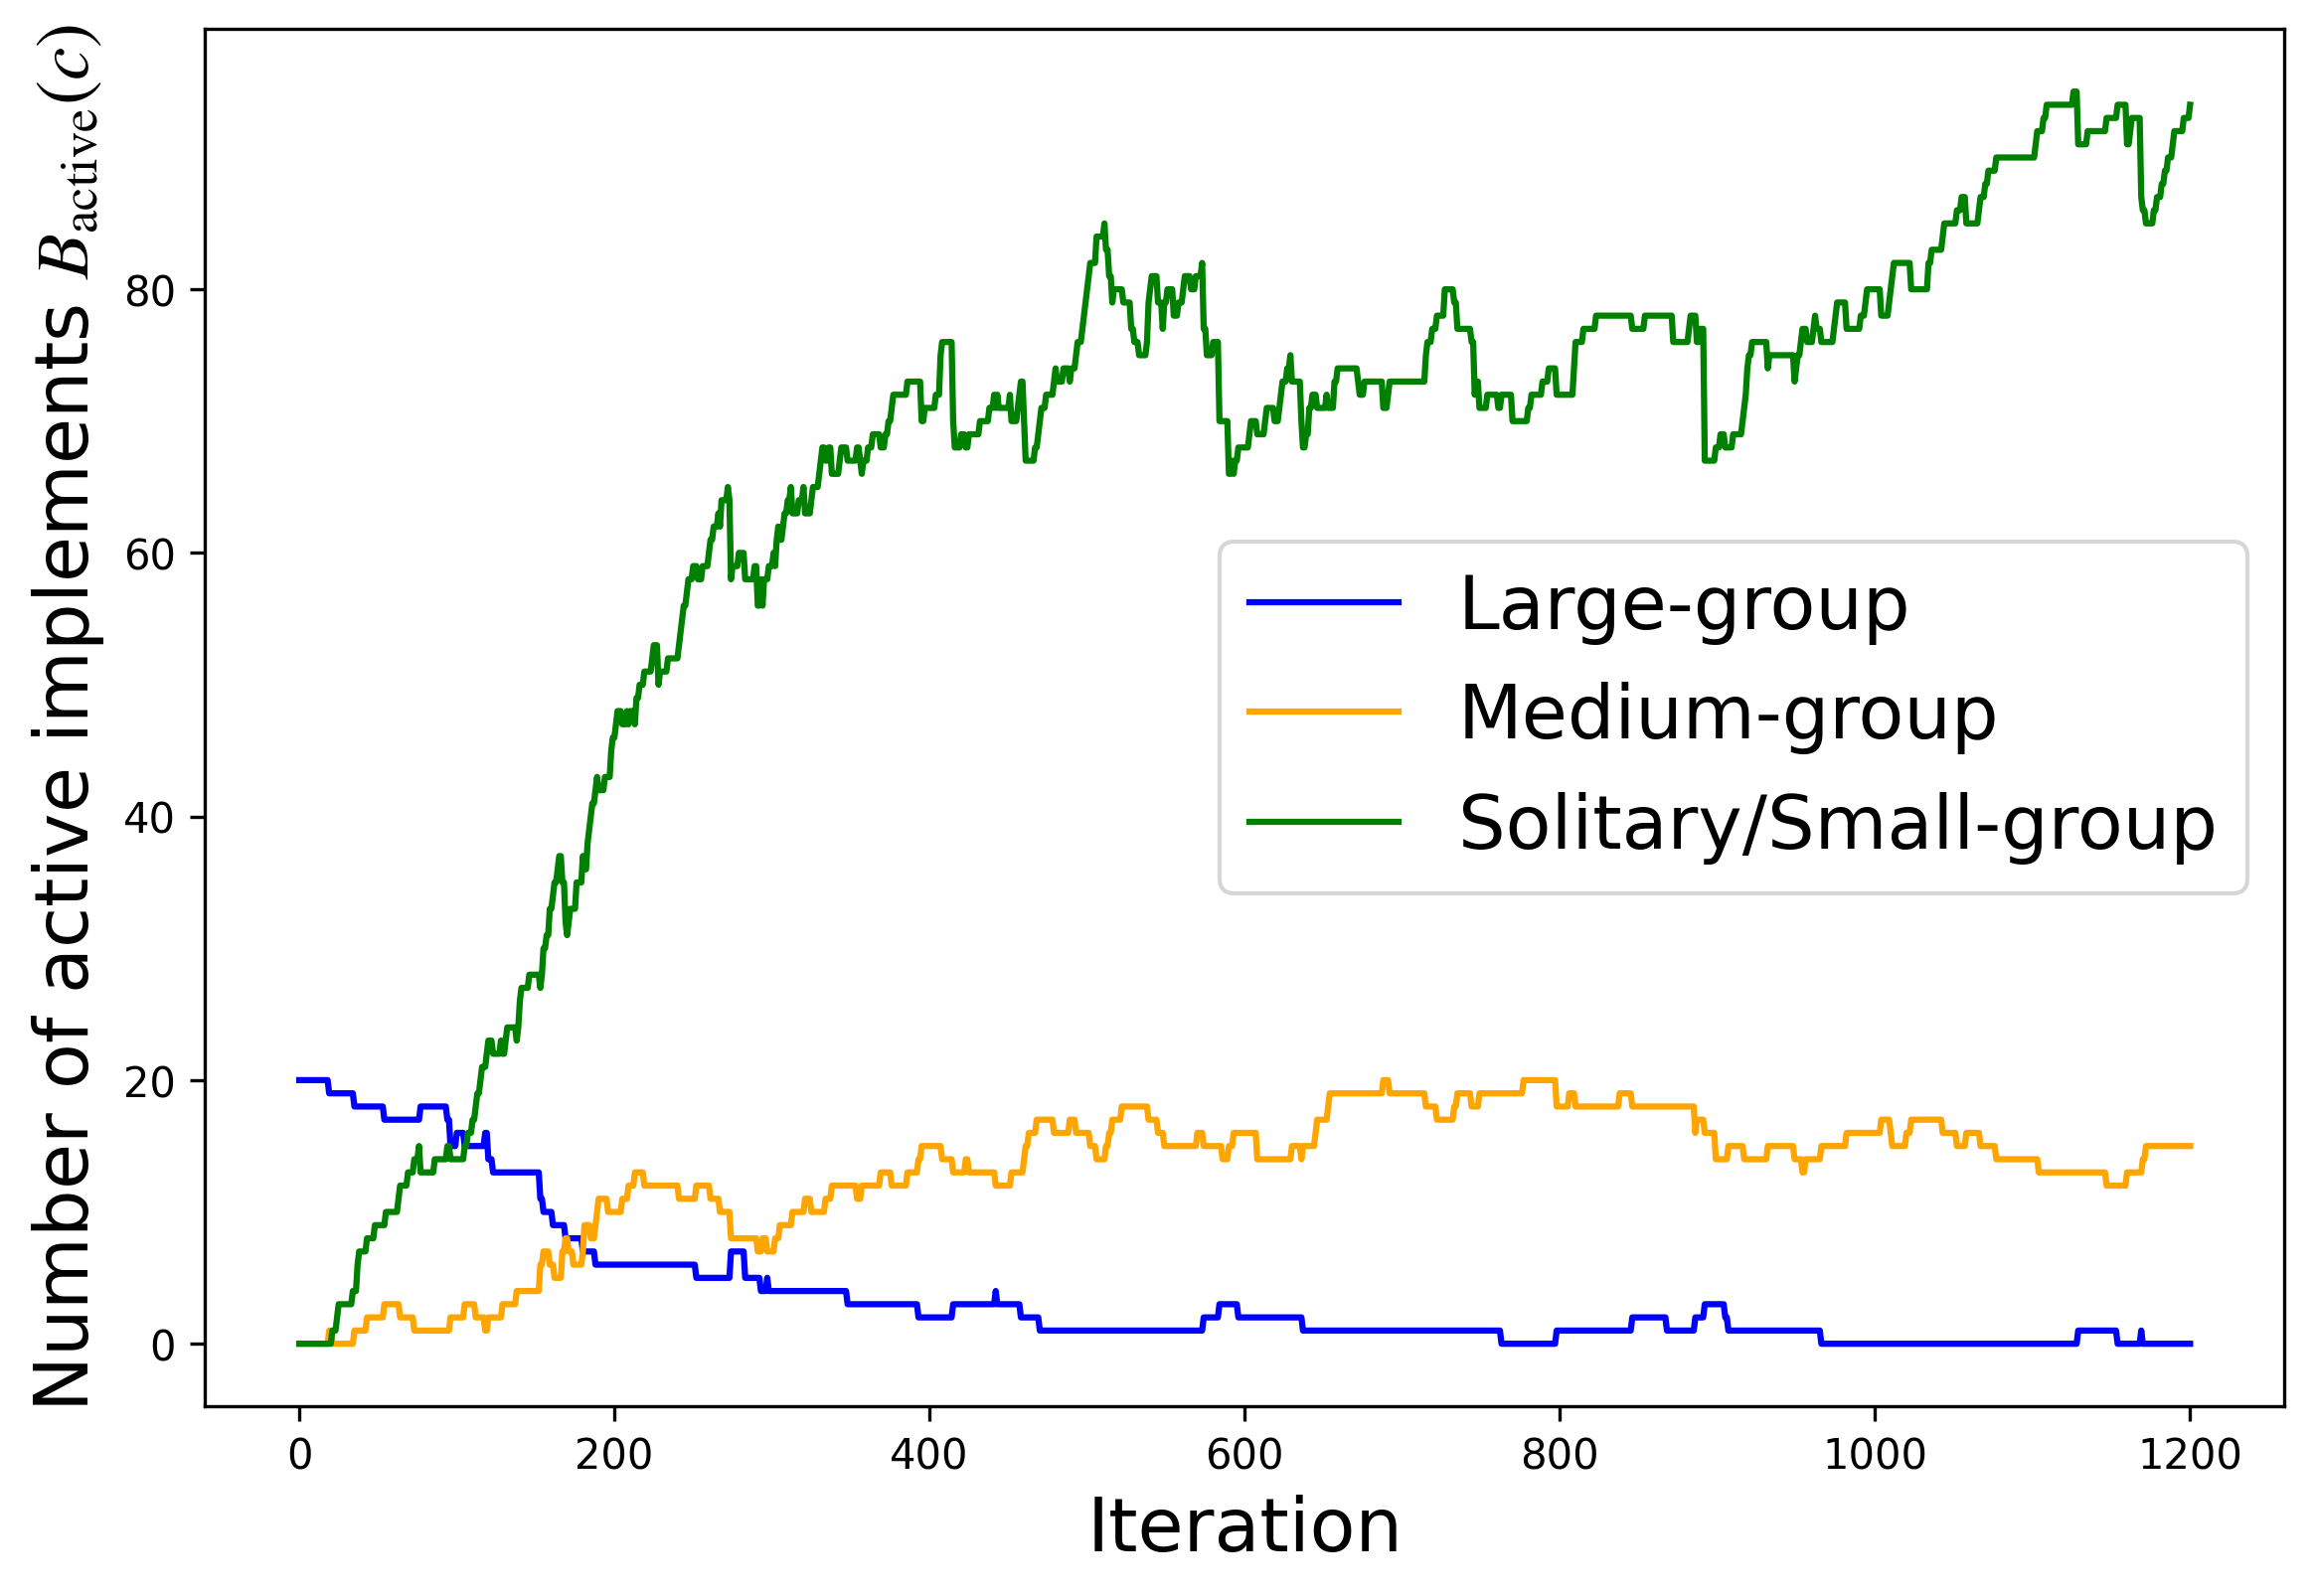 Number of active implements B_active(c)
80
60
40
20
0
Large-group
Medium-group
Solitary/Small-group
0 200 400 600 800 1000 1200
Iteration